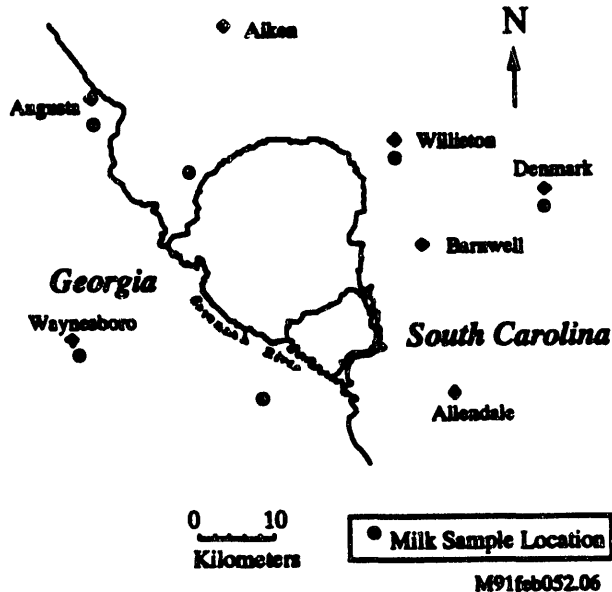 N
Aiken
Augusta
Williston
Denmark
Barnwell
Georgia
Waynesboro
Savannah River
South Carolina
Allendale
0 10
Kilometers
Milk Sample Location
M91feb052.06